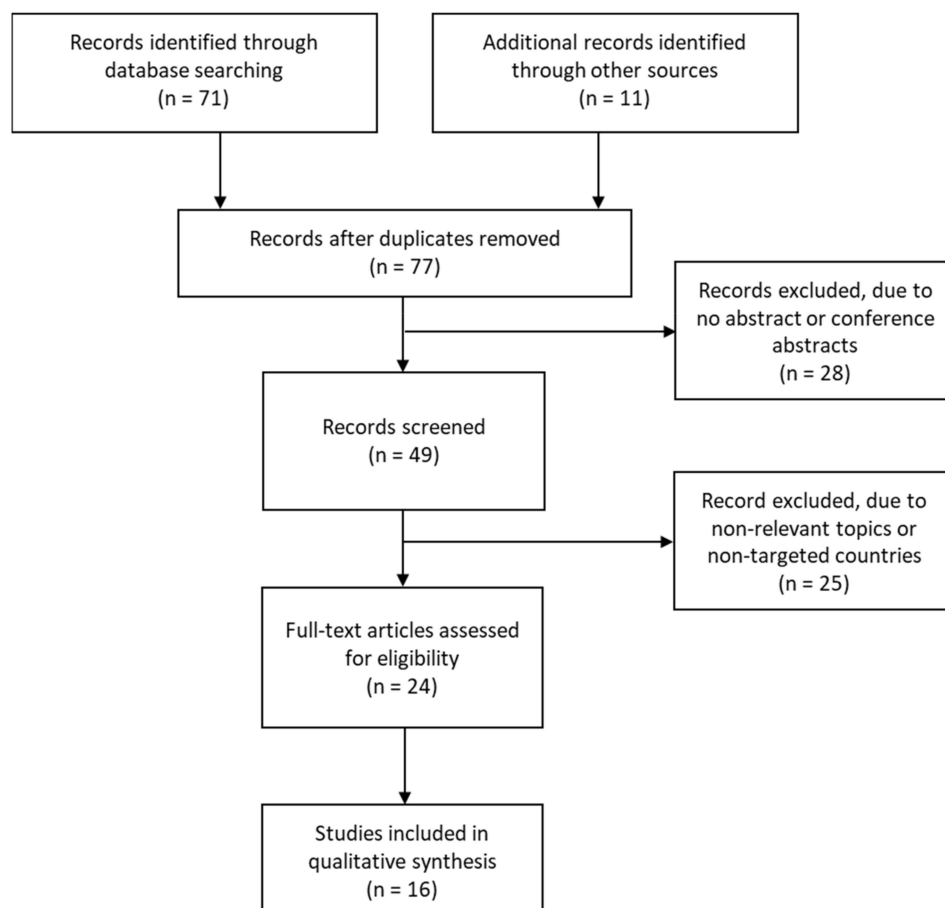 Records identified through
database searching
(n = 71)
Additional records identified
through other sources
(n = 11)
Records after duplicates removed
(n = 77)
Records excluded, due to
no abstract or conference
abstracts
(n = 28)
Records screened
(n = 49)
Record excluded, due to
non-relevant topics or
non-targeted countries
(n = 25)
Full-text articles assessed
for eligibility
(n = 24)
Studies included in
qualitative synthesis
(n = 16)